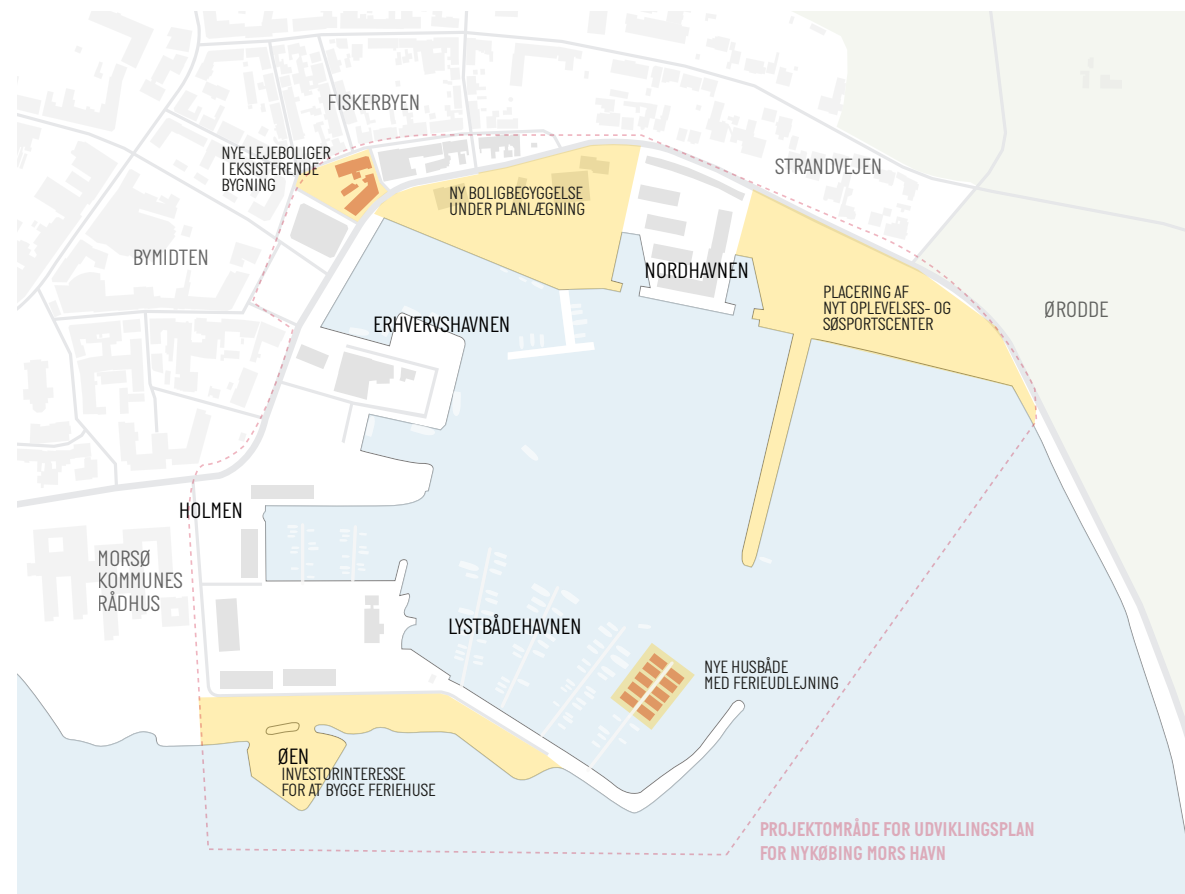 FISKERBYEN
NYE LEJEBOLIGER
I EKSISTERENDE
BYGNING
STRANDVEJEN
NY BOLIGBEGYGGELSE
UNDER PLANLÆGNING
BYMIDTEN
NORDHAVNEN
PLACERING AF
NYT OPLEVELSES- OG
SØSPORTSCENTER
ØRODDE
ERHVERVSHAVNEN
HOLMEN
MORSØ
KOMMUNES
RÅDHUS
LYSTBÅDEHAVNEN
NYE HUSBÅDE
MED FERIEUDLEJNING
ØEN
INVESTORINTERESSE
FOR AT BYGGE FERIEHUSE
PROJEKTOMRÅDE FOR UDVIKLINGSPLAN
FOR NYKØBING MORS HAVN